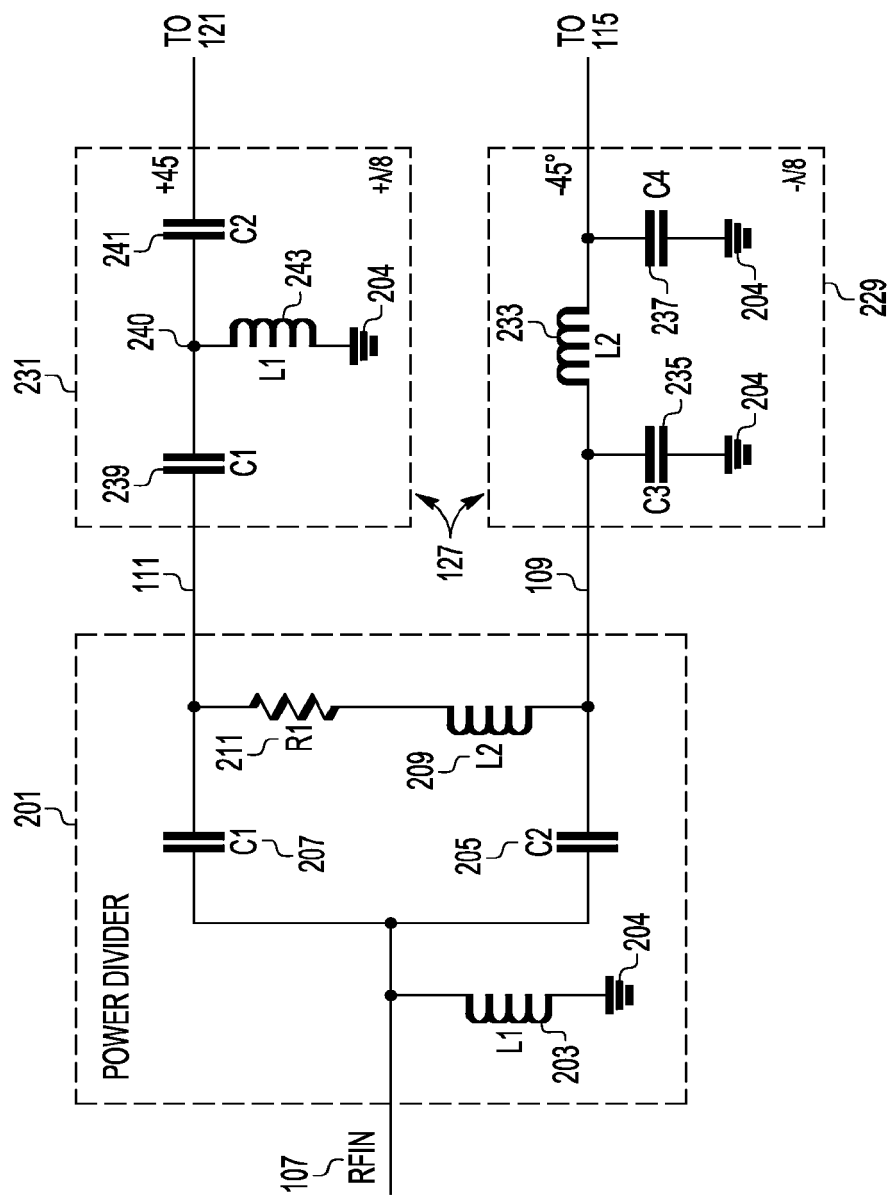 107
RFIN
201
POWER DIVIDER
L1
203
204
C1
207
205
C2
211
R1
209
L2
111
109
127
231
239
C1
240
241
C2
L1
243
204
+45
+λ/8
TO
121
233
L2
C3
235
204
237
C4
204
-45°
-λ/8
229
TO
115